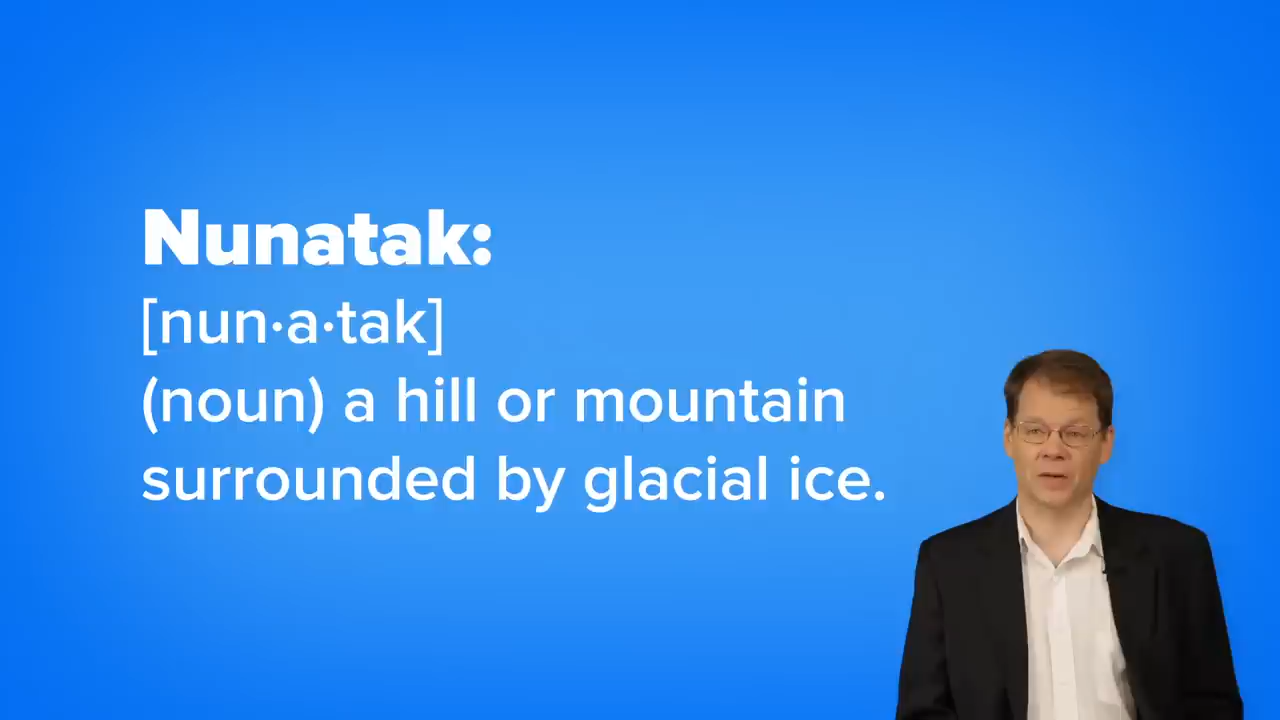 Nunatak:
[nun·a·tak]
(noun) a hill or mountain
surrounded by glacial ice.